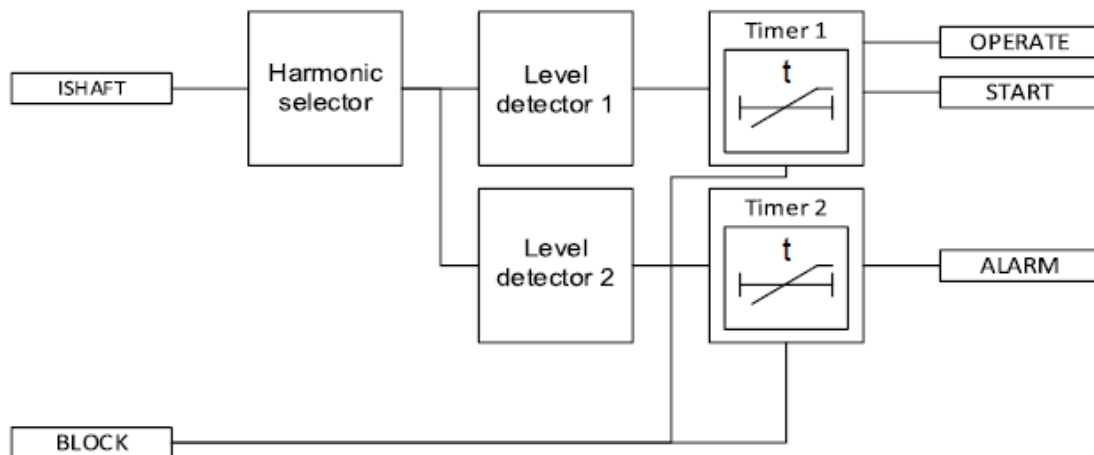 ISHAFT
Harmonic
selector
Level
detector 1
Timer 1
t
OPERATE
START
Level
detector 2
Timer 2
t
ALARM
BLOCK